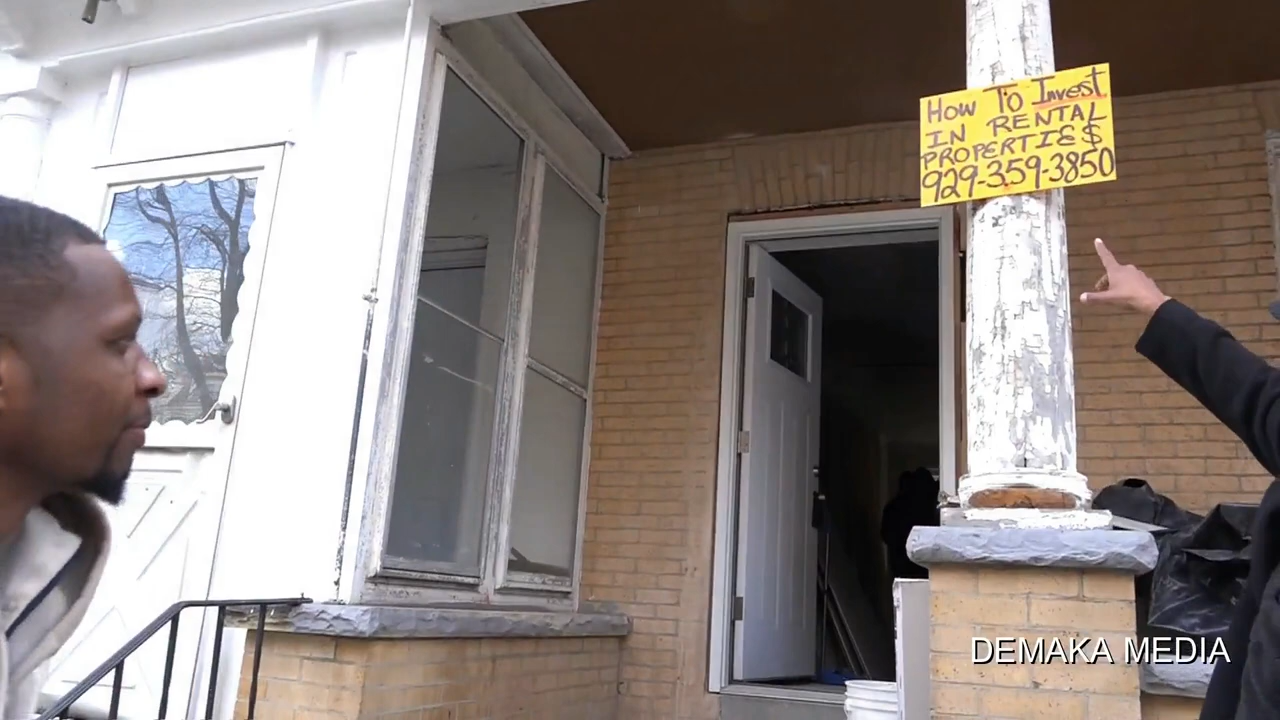 How To Invest
IN RENTAL
PROPERTIE$
929-359-3850
DEMAKA MEDIA